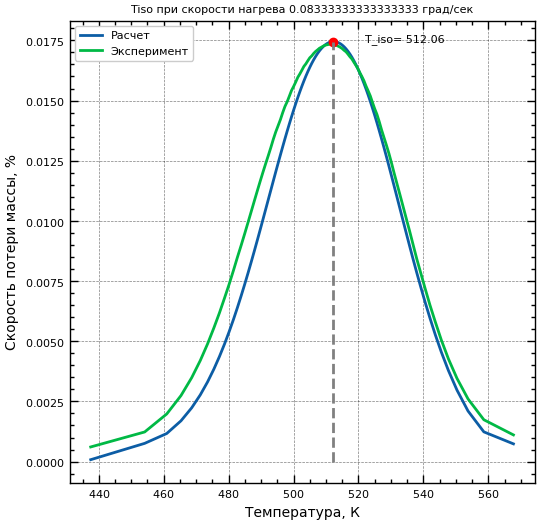 Tiso при скорости нагрева 0.08333333333333333 град/сек
Расчет
Эксперимент
T_iso= 512.06
0.0175
0.0150
0.0125
0.0100
0.0075
0.0050
0.0025
0.0000
Скорость потери массы, %
440 460 480 500 520 540 560
Температура, К